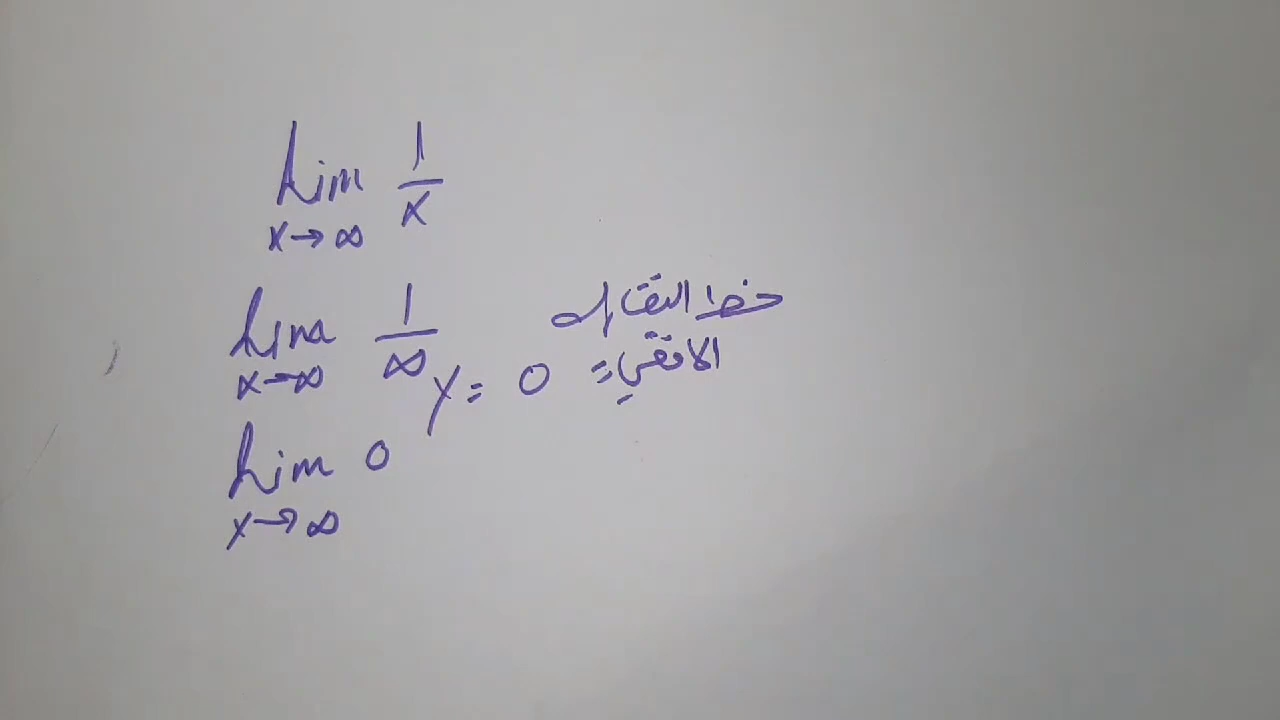 lim 1/x
x→∞
lim 1/∞
x→∞
خط التقارب
الافقي =
y = 0
lim 0
x→∞